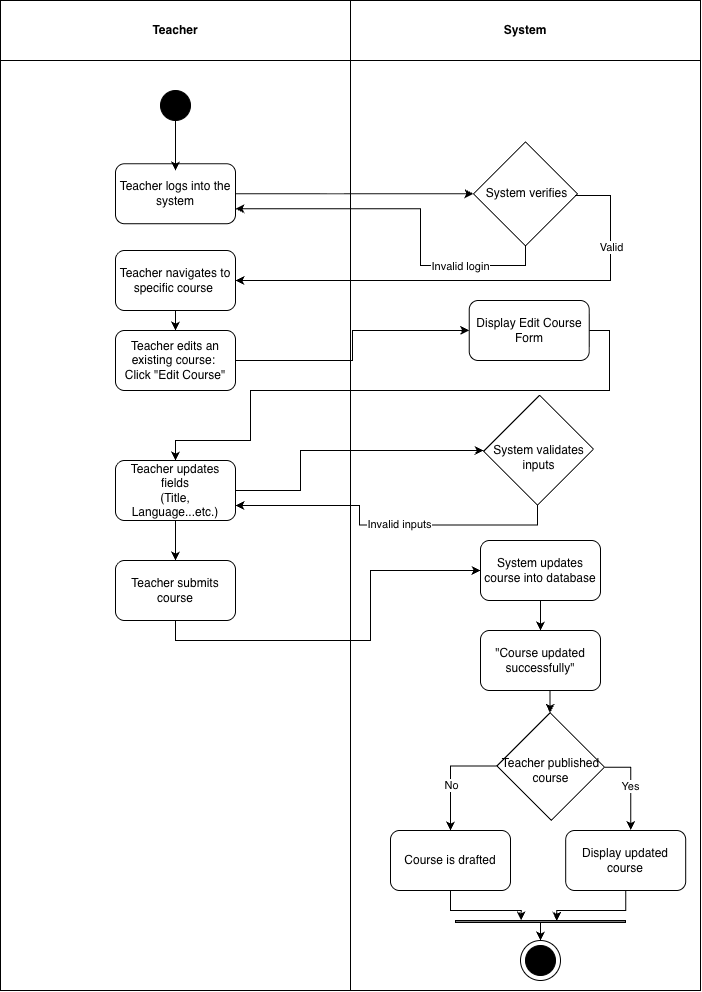 Teacher
System
Teacher logs into the
system
System verifies
Valid
Invalid login
Teacher navigates to
specific course
Teacher edits an
existing course:
Click "Edit Course"
Display Edit Course
Form
Teacher updates
fields
(Title,
Language...etc.)
System validates
inputs
Invalid inputs
Teacher submits
course
System updates
course into database
"Course updated
successfully"
Teacher published
course
No
Yes
Course is drafted
Display updated
course